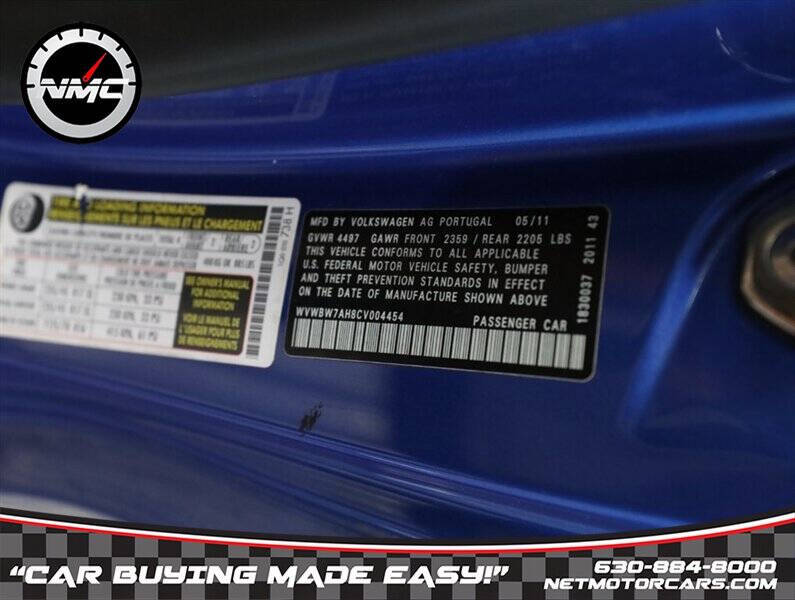 NMC
TIRE AND LOADING INFORMATION
RENSEIGNEMENTS SUR LES PNEUS ET LE CHARGEMENT
SEE OWNER'S MANUAL
FOR ADDITIONAL
INFORMATION
VOIR LE MANUEL DE
L'USAGER POUR PLUS
DE RENSEIGNEMENTS
738 H
MFD BY VOLKSWAGEN AG PORTUGAL 05/11
GVWR 4497 GAWR FRONT 2359 / REAR 2205 LBS
THIS VEHICLE CONFORMS TO ALL APPLICABLE
U.S. FEDERAL MOTOR VEHICLE SAFETY, BUMPER
AND THEFT PREVENTION STANDARDS IN EFFECT
ON THE DATE OF MANUFACTURE SHOWN ABOVE
WVWBW7AH8CV004454 PASSENGER CAR
1830037 2011 43
"CAR BUYING MADE EASY!"
630-884-8000
NETMOTORCARS.COM